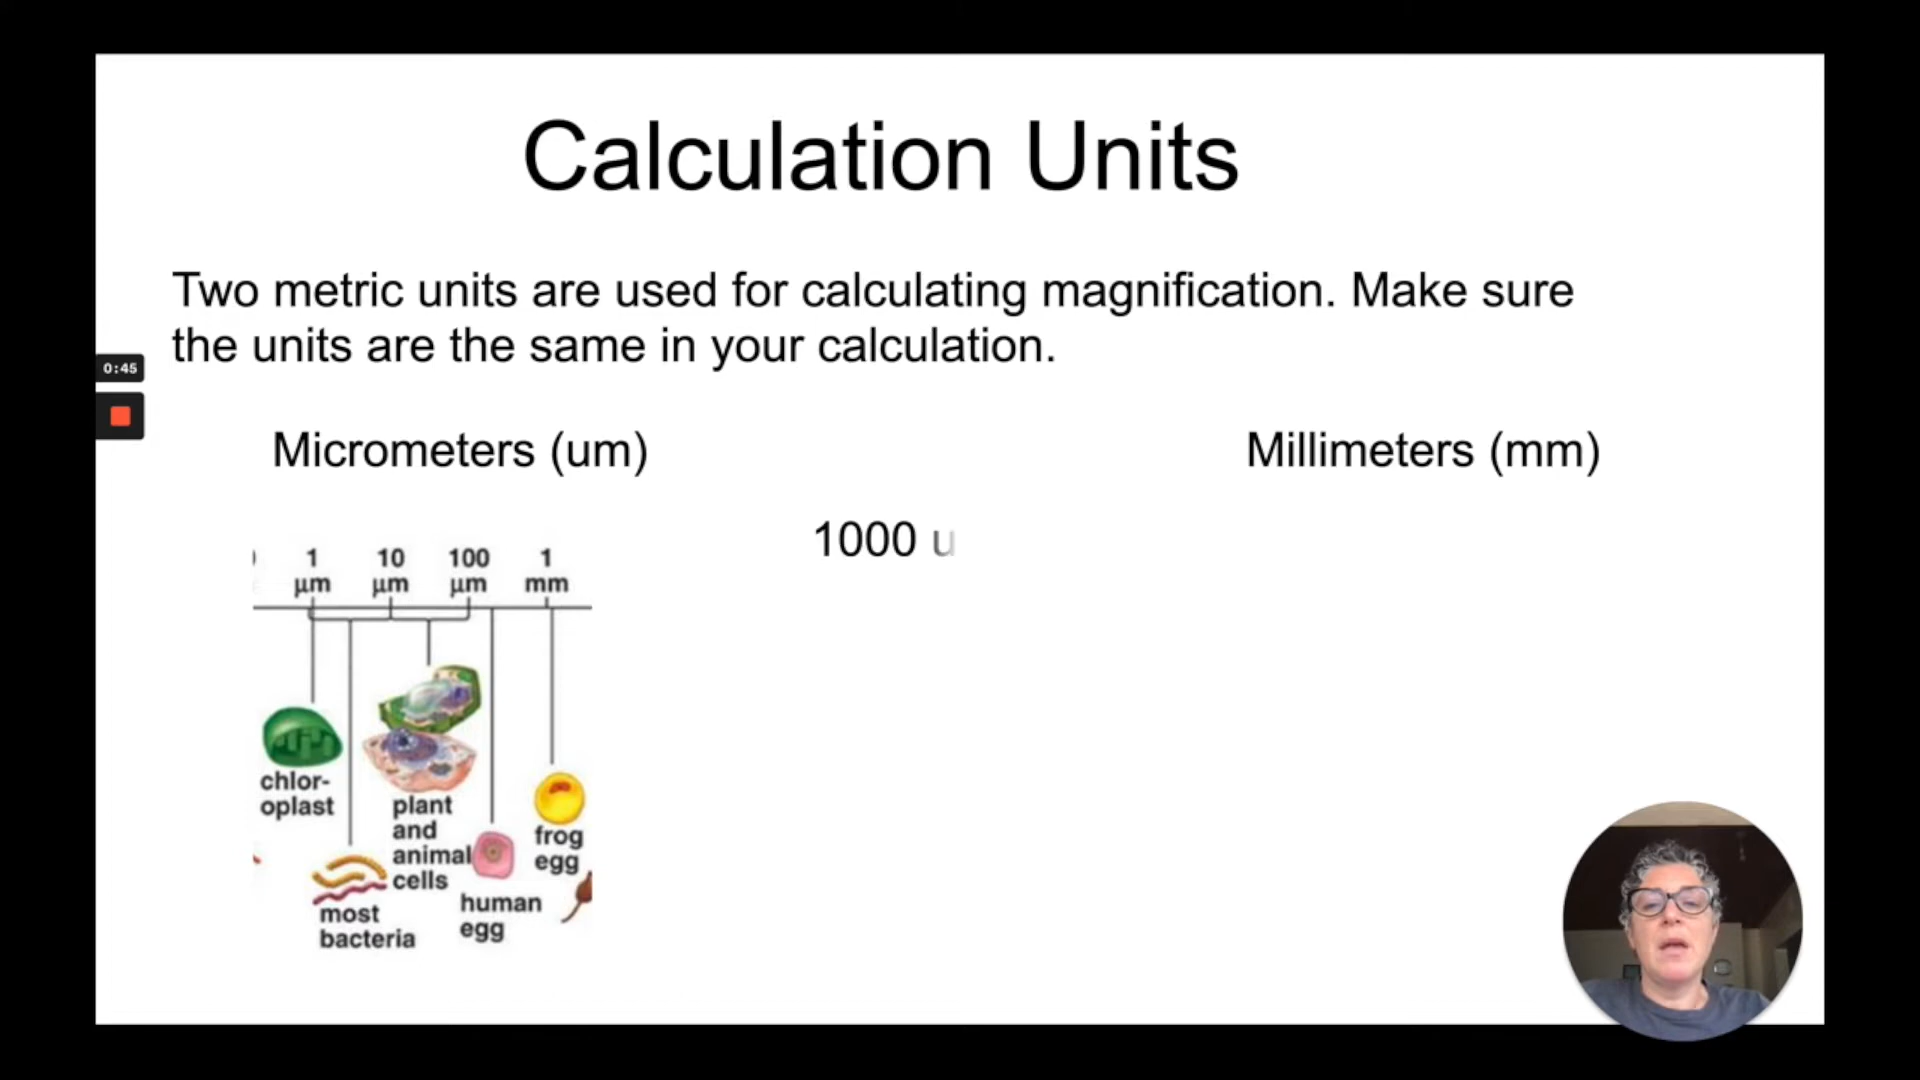 Calculation Units
Two metric units are used for calculating magnification. Make sure
the units are the same in your calculation.
0:45
Micrometers (um)
Millimeters (mm)
1000 u
1 10 100 1
µm µm µm mm
chlor-
oplast
plant
and
animal
cells
frog
egg
most
bacteria
human
egg